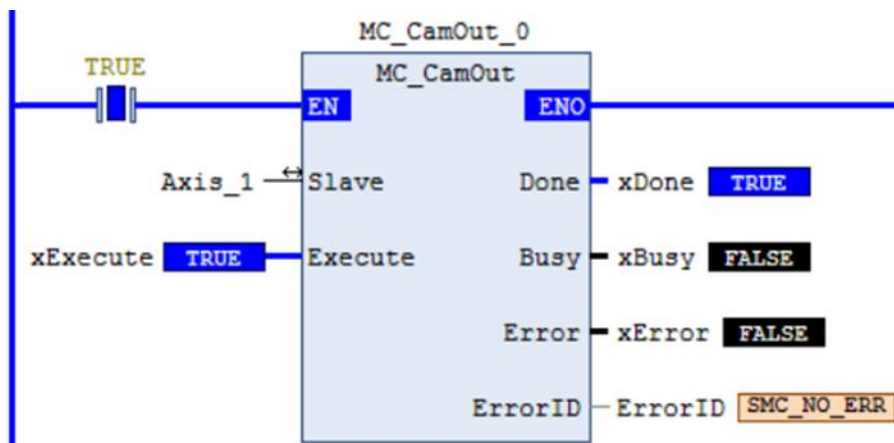 MC_CamOut_0
TRUE
MC_CamOut
EN ENO
Axis_1 Slave Done xDone TRUE
xExecute TRUE Execute Busy xBusy FALSE
Error xError FALSE
ErrorID ErrorID SMC_NO_ERR